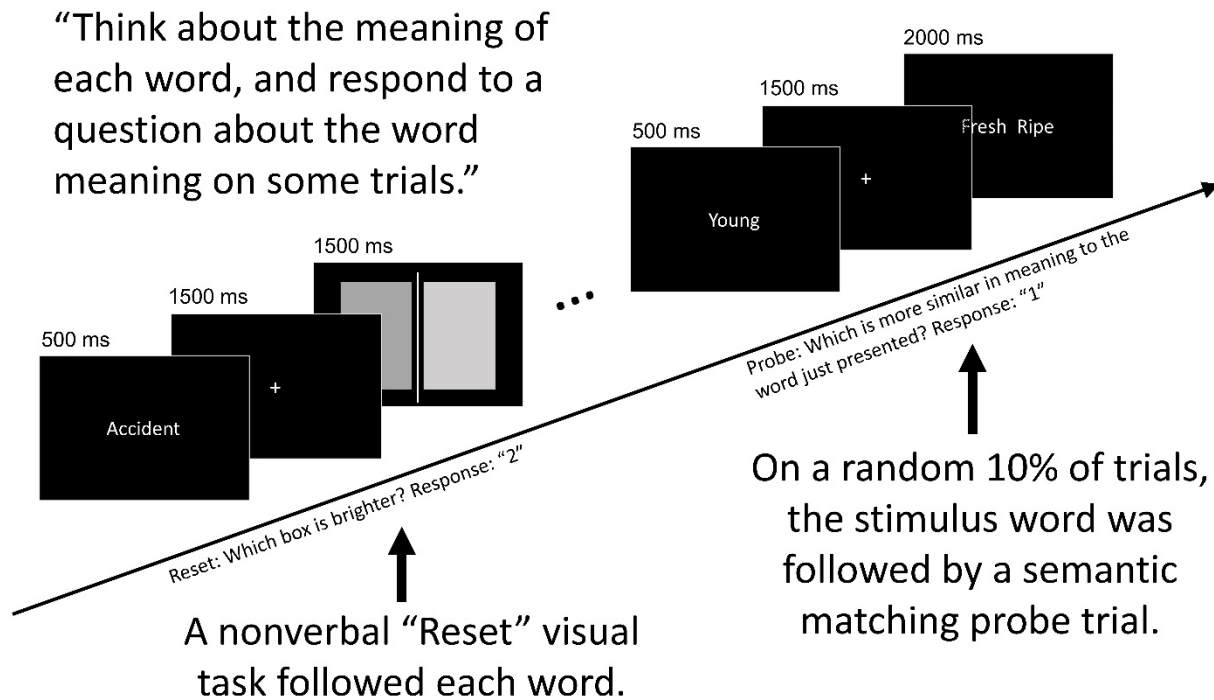 “Think about the meaning of
each word, and respond to a
question about the word
meaning on some trials.”
500 ms
Accident
1500 ms
+
1500 ms
...
500 ms
Young
1500 ms
+
2000 ms
Fresh Ripe
Reset: Which box is brighter? Response: “2”
Probe: Which is more similar in meaning to the
word just presented? Response: “1”
A nonverbal “Reset” visual
task followed each word.
On a random 10% of trials,
the stimulus word was
followed by a semantic
matching probe trial.